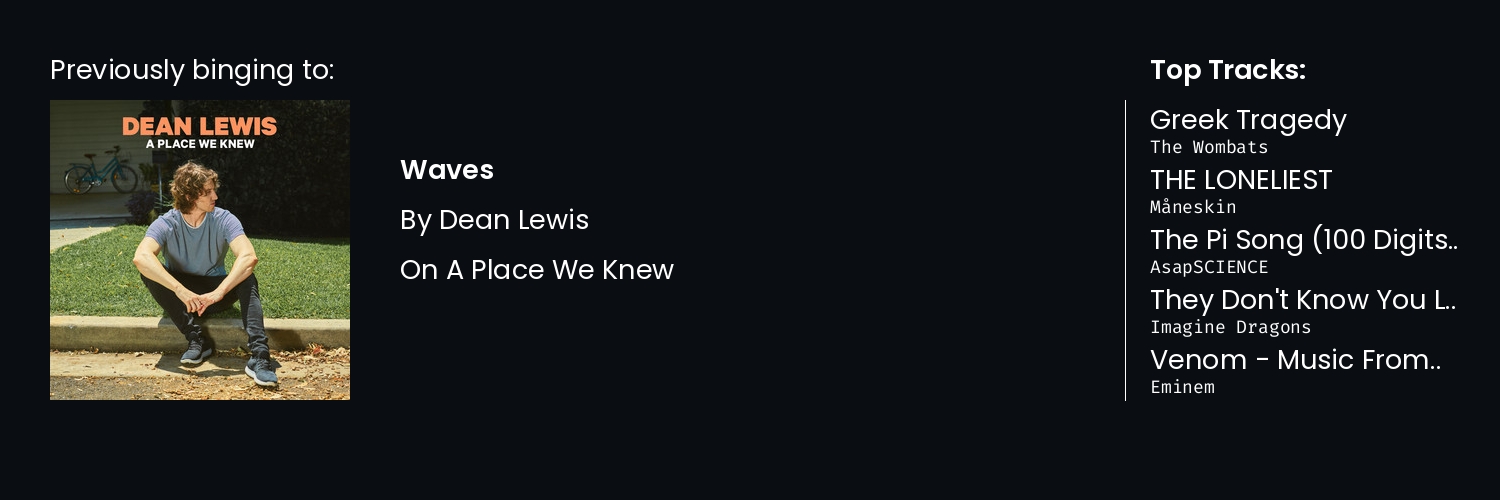 Previously binging to:
DEAN LEWIS
A PLACE WE KNEW
Waves
By Dean Lewis
On A Place We Knew
Top Tracks:
Greek Tragedy
The Wombats
THE LONELIEST
Måneskin
The Pi Song (100 Digits..
AsapSCIENCE
They Don't Know You L..
Imagine Dragons
Venom - Music From..
Eminem